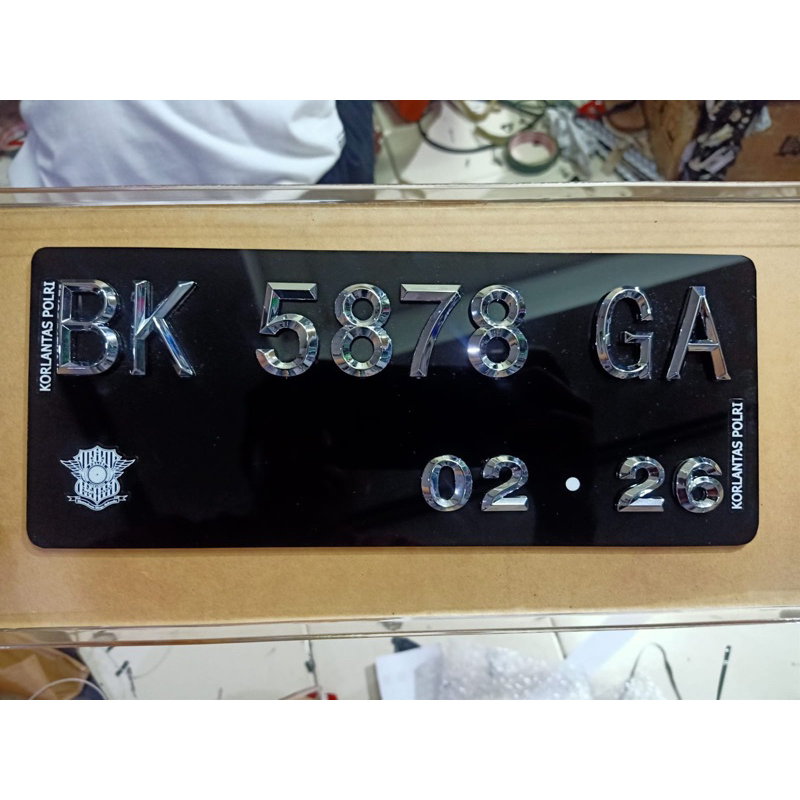 KORLANTAS POLRI
BK 5878 GA
02 . 26
KORLANTAS POLRI